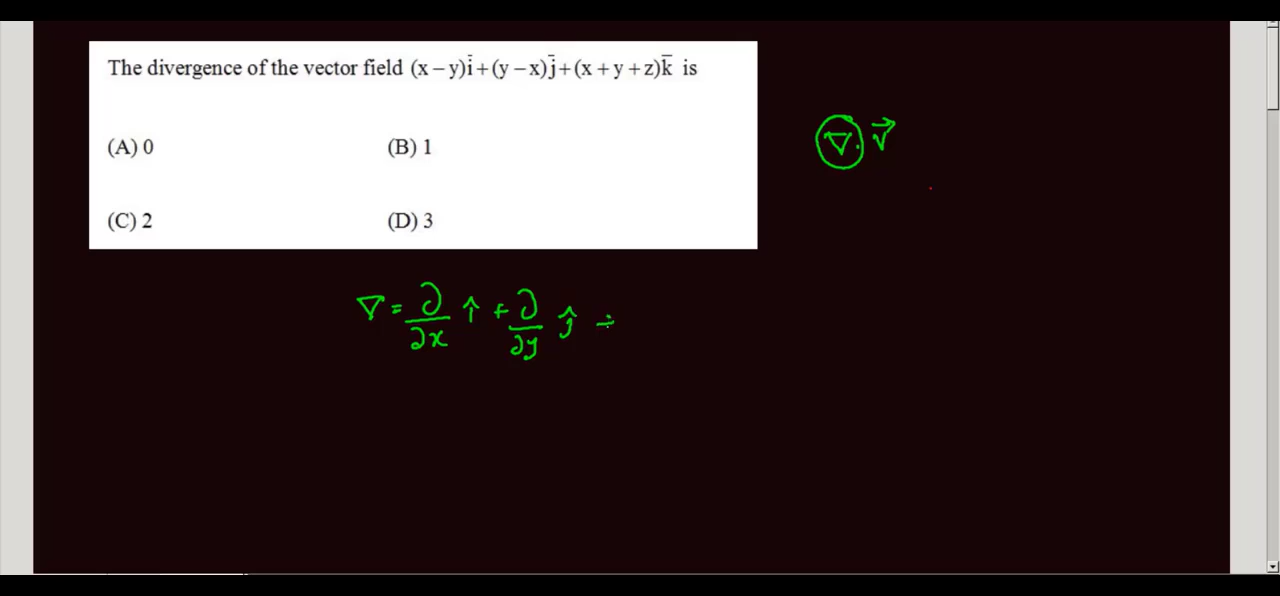 The divergence of the vector field (x − y)i̅ + (y − x)j̅ + (x + y + z)k̅ is
(A) 0 (B) 1
(C) 2 (D) 3
∇. v⃗
∇ = ∂/∂x î + ∂/∂y ĵ +